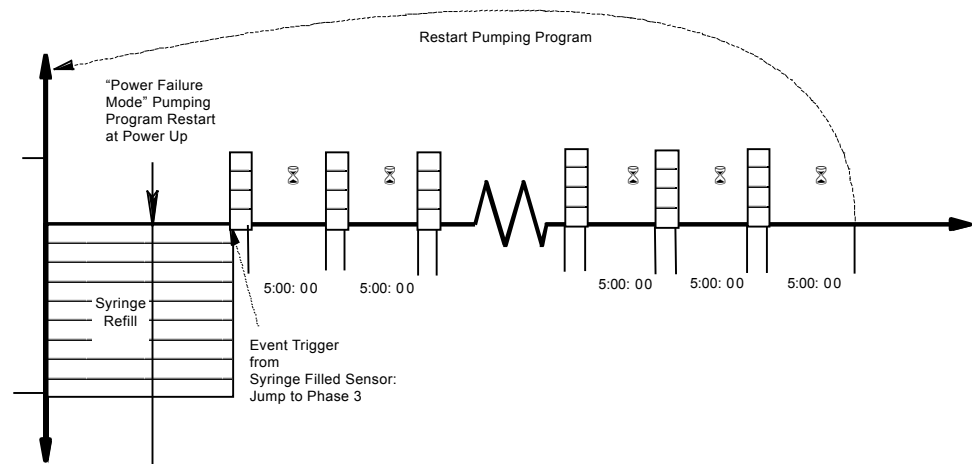 Restart Pumping Program
“Power Failure
Mode” Pumping
Program Restart
at Power Up
5:00: 00
5:00: 00
5:00: 00
5:00: 00
5:00: 00
Syringe
Refill
Event Trigger
from
Syringe Filled Sensor:
Jump to Phase 3